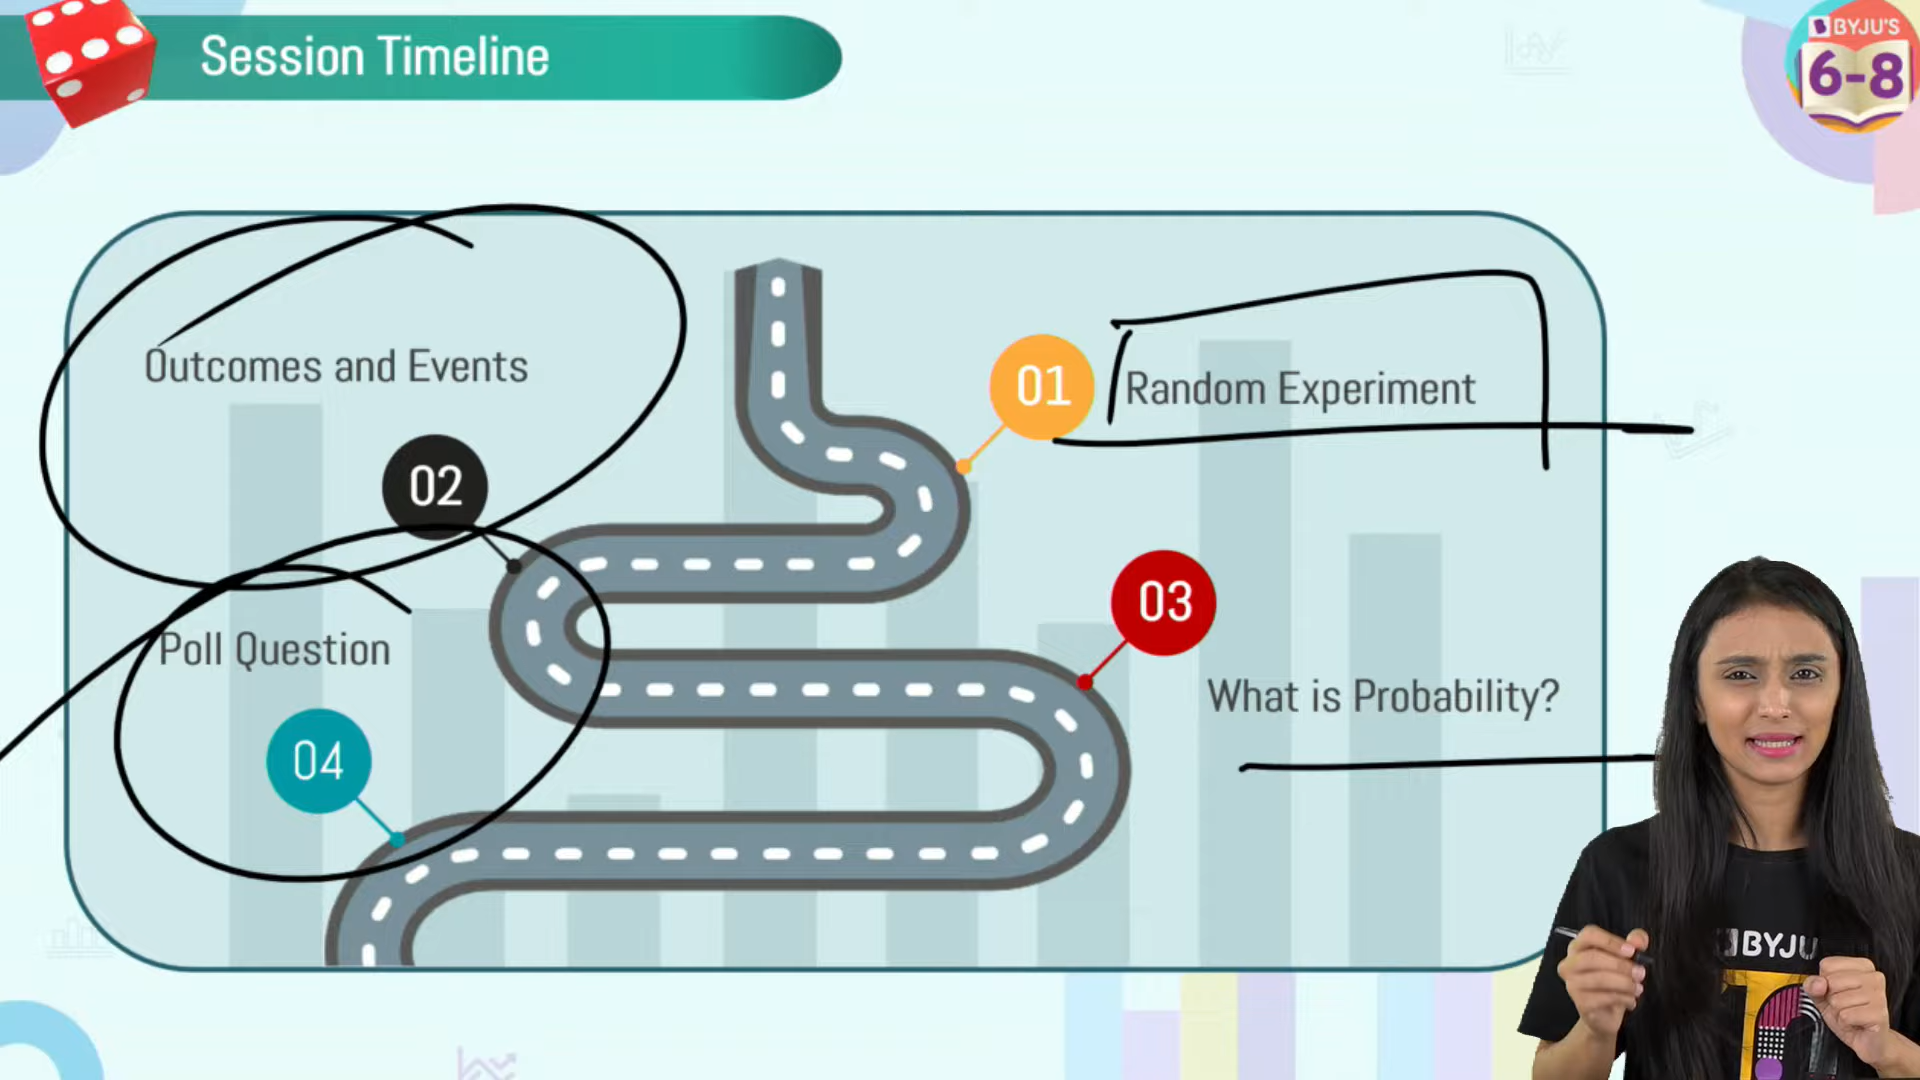 Session Timeline
BYJU'S
6-8
01
Random Experiment
Outcomes and Events
02
03
What is Probability?
Poll Question
04
BYJU